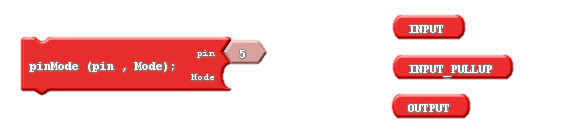 pin
5
pinMode (pin , Mode);
Mode
INPUT
INPUT_PULLUP
OUTPUT